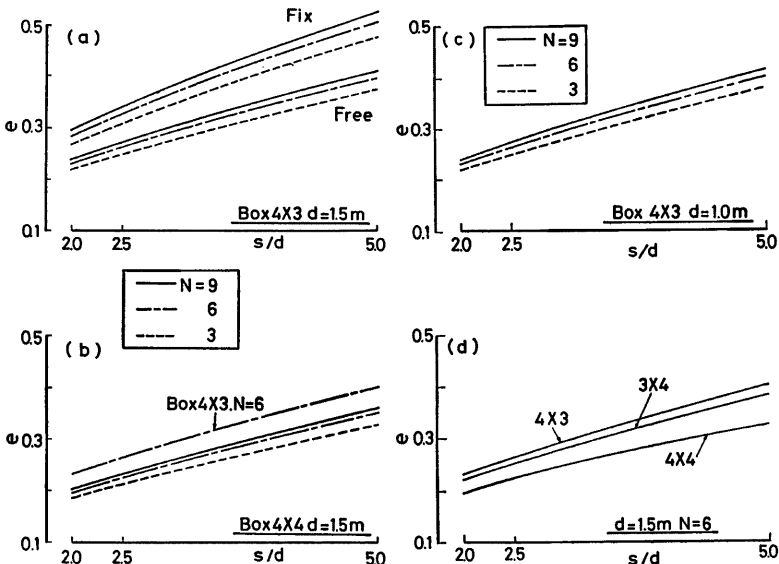 (a)
Fix
Free
0.5
0.3
0.1
e
Box 4X3 d=1.5m
2.0 2.5 5.0
s/d
(c)
N=9
6
3
0.5
0.3
0.1
e
Box 4X3 d=1.0m
2.0 2.5 5.0
s/d
N=9
6
3
(b)
Box4X3.N=6
0.5
0.3
0.1
e
Box4X4 d=1.5m
2.0 2.5 5.0
s/d
(d)
4X3
3X4
4X4
0.5
0.3
0.1
e
d=1.5m N=6
2.0 2.5 5.0
s/d